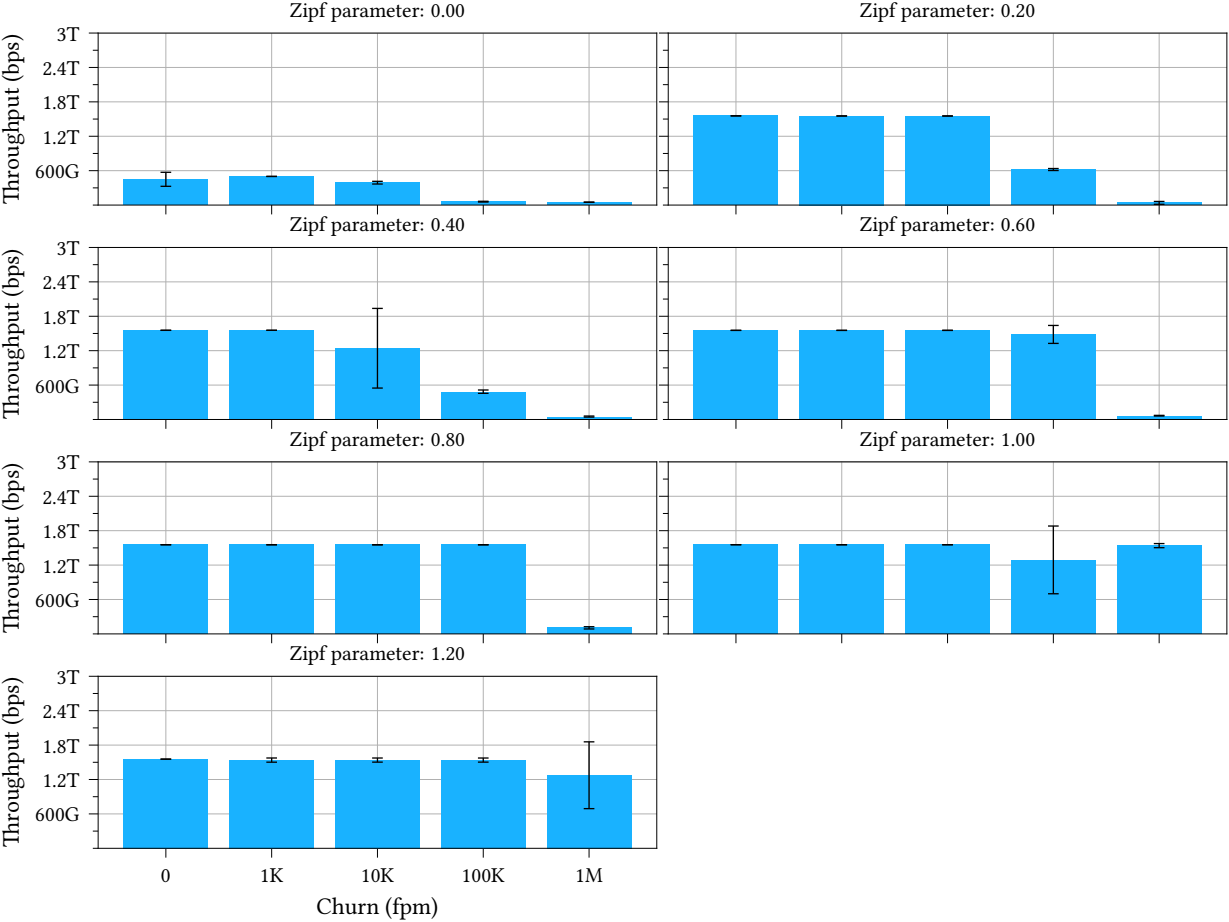 Zipf parameter: 0.00
Zipf parameter: 0.20
Throughput (bps)
3T
2.4T
1.8T
1.2T
600G
Zipf parameter: 0.40
Zipf parameter: 0.60
Throughput (bps)
3T
2.4T
1.8T
1.2T
600G
Zipf parameter: 0.80
Zipf parameter: 1.00
Throughput (bps)
3T
2.4T
1.8T
1.2T
600G
Zipf parameter: 1.20
Throughput (bps)
3T
2.4T
1.8T
1.2T
600G
0 1K 10K 100K 1M
Churn (fpm)